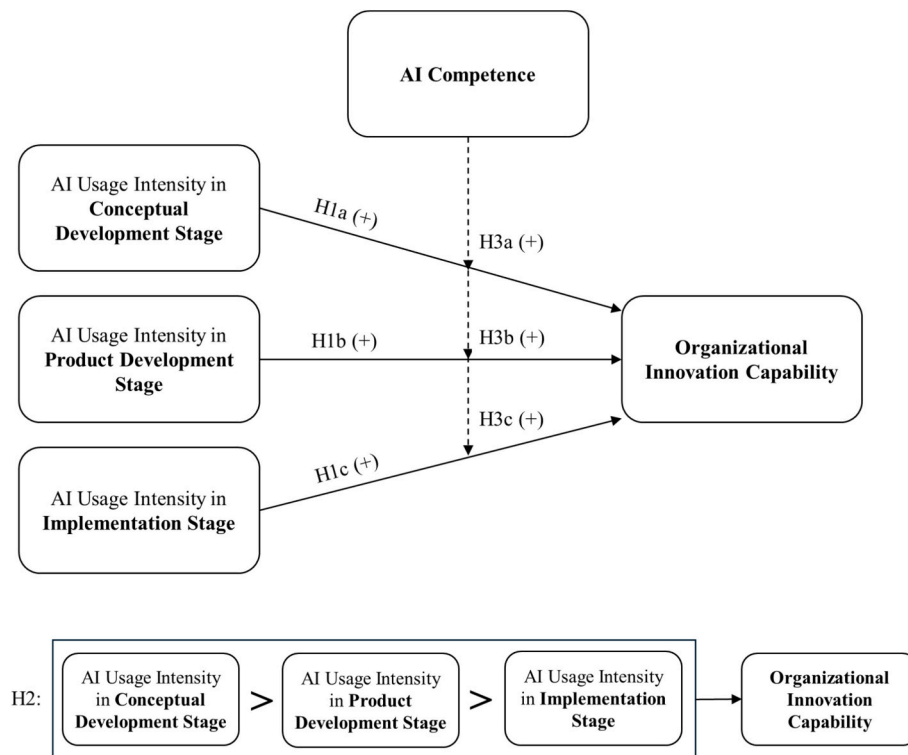 AI Competence
AI Usage Intensity in
Conceptual
Development Stage
H1a (+)
H3a (+)
AI Usage Intensity in
Product Development
Stage
H1b (+)
H3b (+)
Organizational
Innovation Capability
H3c (+)
H1c (+)
AI Usage Intensity in
Implementation Stage
H2:
AI Usage Intensity
in Conceptual
Development Stage
>
AI Usage Intensity
in Product
Development Stage
>
AI Usage Intensity
in Implementation
Stage
Organizational
Innovation
Capability